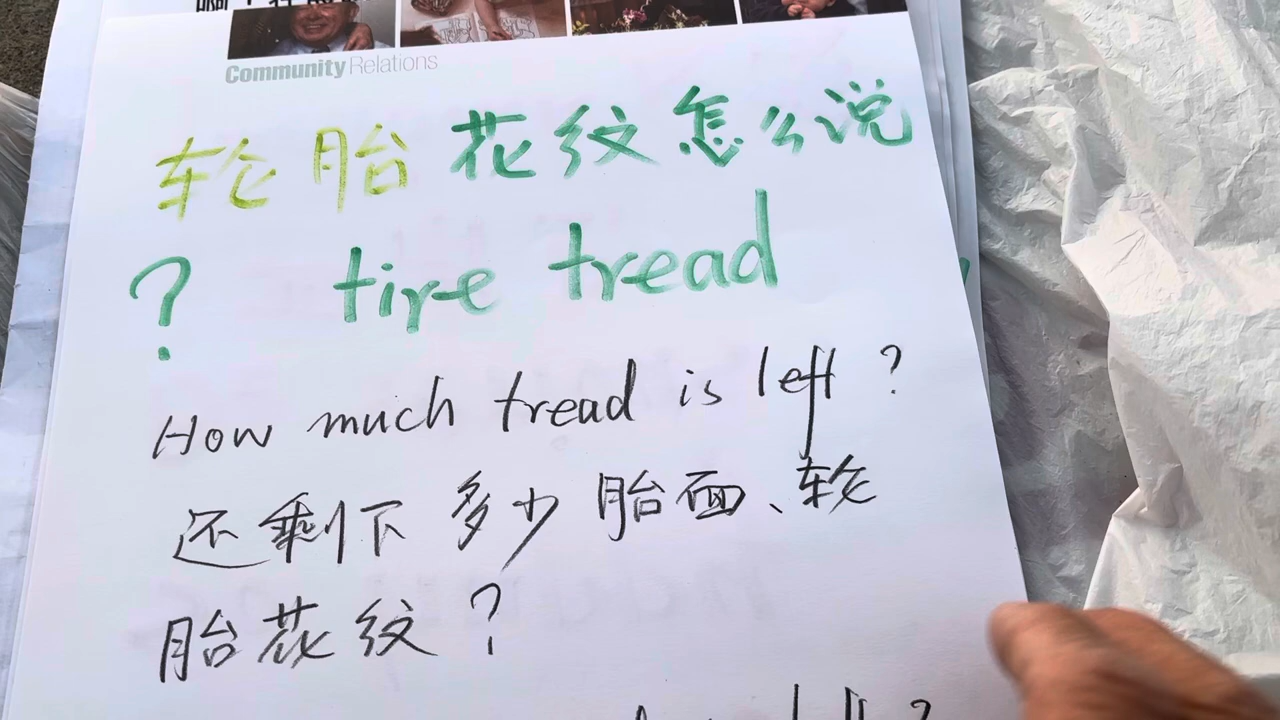 Community Relations
轮胎花纹怎么说
? tire tread
How much tread is left?
还剩下多少胎面、轮
胎花纹?